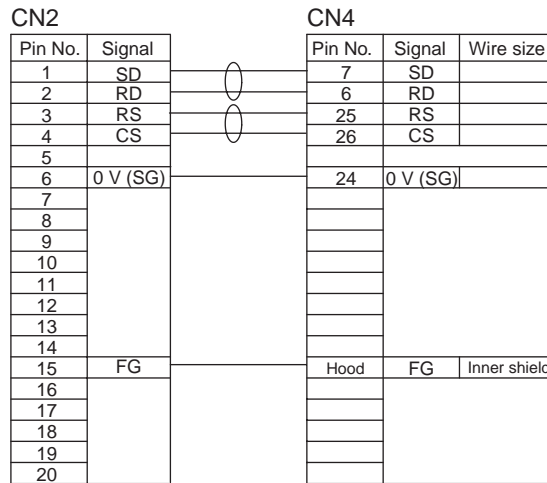 CN2 CN4
Pin No. Signal Pin No. Signal Wire size
1 SD 7 SD
2 RD 6 RD
3 RS 25 RS
4 CS 26 CS
5
6 0 V (SG) 24 0 V (SG)
7
8
9
10
11
12
13
14
15 FG Hood FG Inner shield
16
17
18
19
20